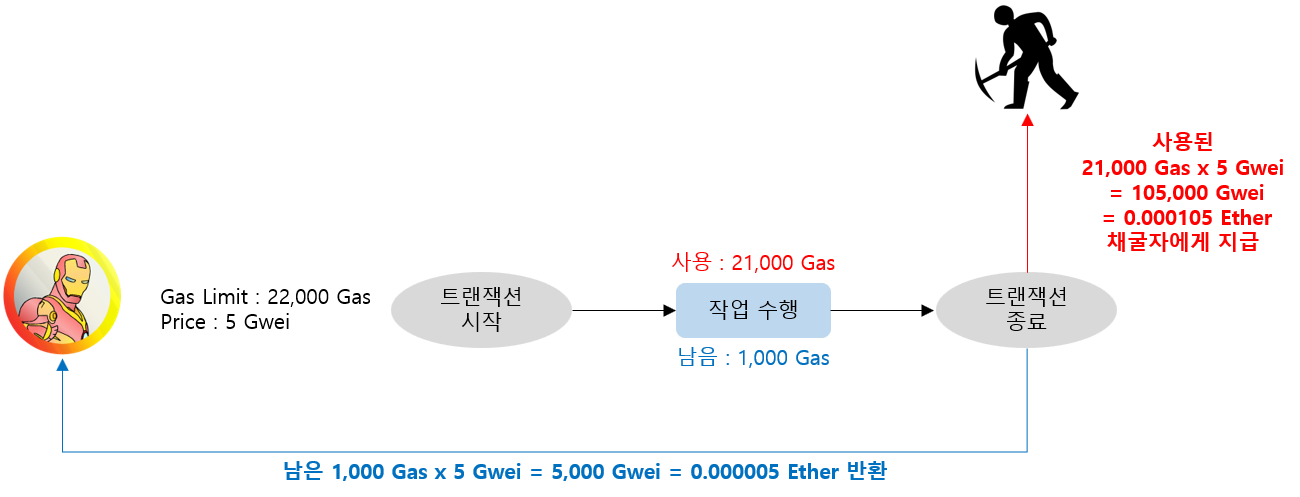 사용된
21,000 Gas x 5 Gwei
= 105,000 Gwei
= 0.000105 Ether
채굴자에게 지급
Gas Limit : 22,000 Gas
Price : 5 Gwei
트랜잭션
시작
사용 : 21,000 Gas
작업 수행
남음 : 1,000 Gas
트랜잭션
종료
남은 1,000 Gas x 5 Gwei = 5,000 Gwei = 0.000005 Ether 반환